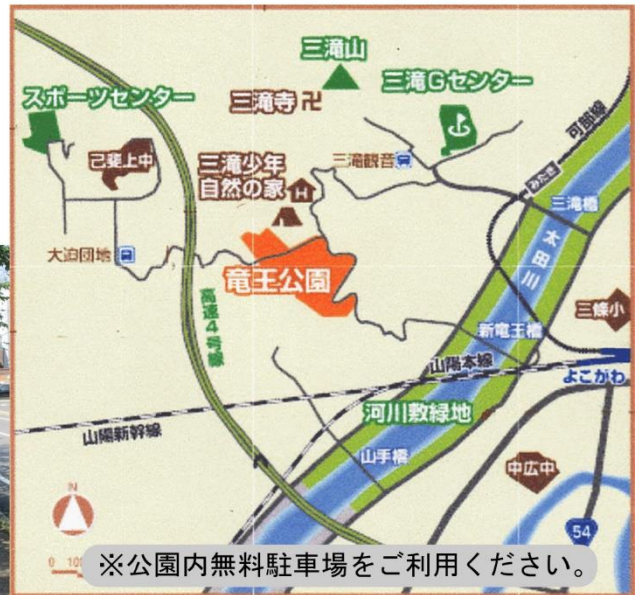 三滝山
スポーツセンター
三滝寺 卍
三滝Gセンター
可部線
己斐上中
三滝少年
自然の家
三滝観音
みたき
三滝橋
大迫団地
太田川
竜王公園
高速4号線
三篠小
新竜王橋
山陽本線
よこがわ
山陽新幹線
河川敷緑地
山手橋
中広中
N
54
※公園内無料駐車場をご利用ください。